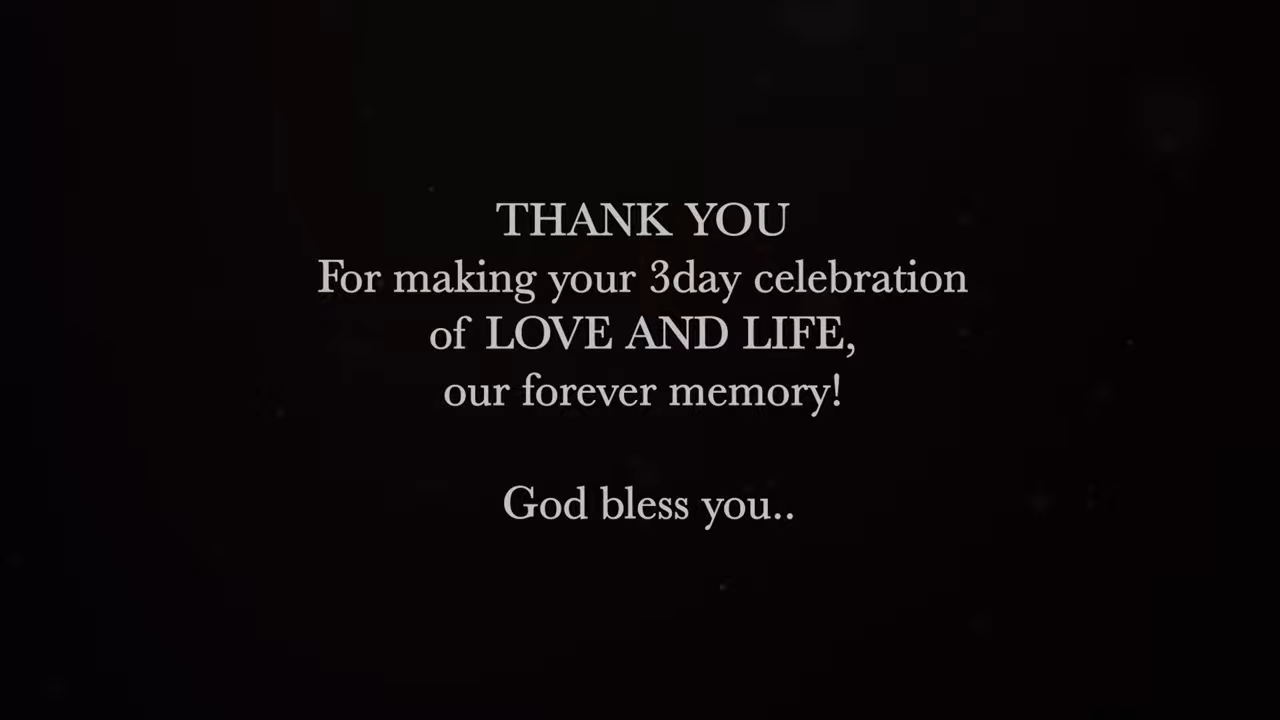 THANK YOU
For making your 3day celebration
of LOVE AND LIFE,
our forever memory!
God bless you..